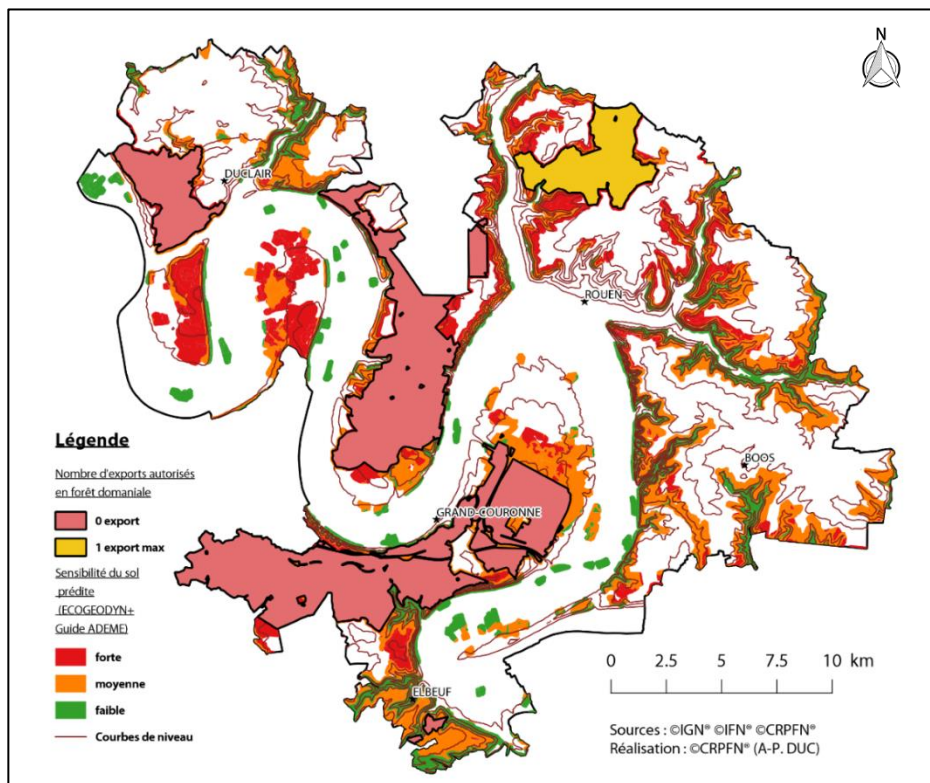 N
DUCLAIR
ROUEN
BOOS
GRAND-COURONNE
ELBEUF
Légende
Nombre d'exports autorisés
en forêt domaniale
0 export
1 export max
Sensibilité du sol
prédite
(ECOGEODYN+
Guide ADEME)
forte
moyenne
faible
Courbes de niveau
0 2.5 5 7.5 10 km
Sources : ©IGN® ©IFN® ©CRPFN®
Réalisation : ©CRPFN® (A-P. DUC)